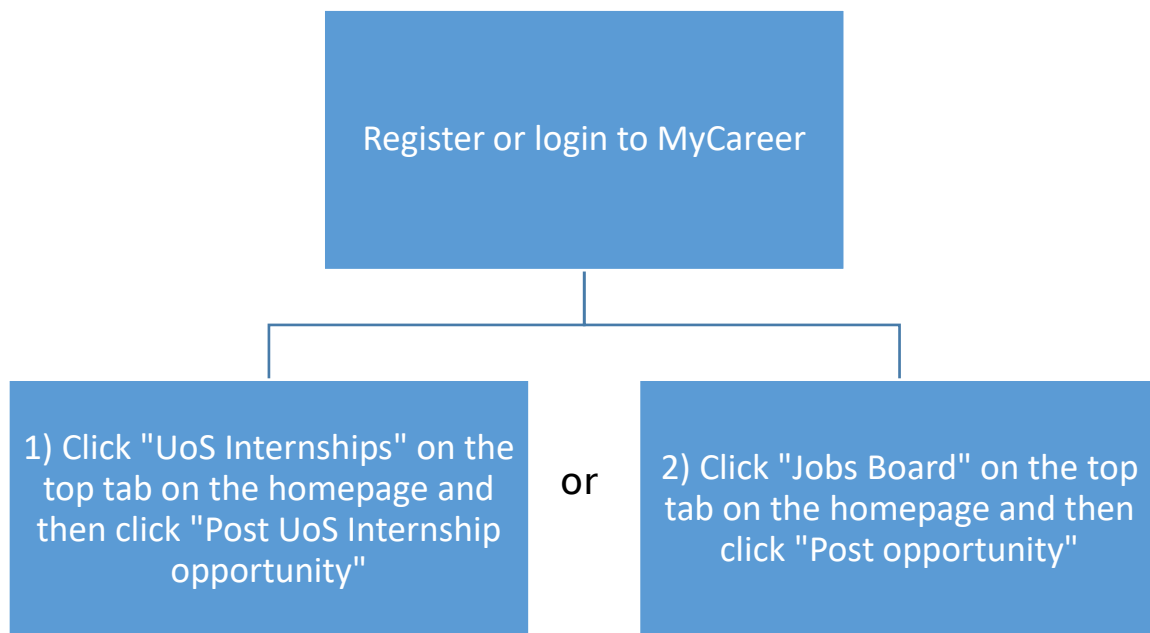 Register or login to MyCareer
1) Click "UoS Internships" on the
top tab on the homepage and
then click "Post UoS Internship
opportunity"
or
2) Click "Jobs Board" on the top
tab on the homepage and then
click "Post opportunity"